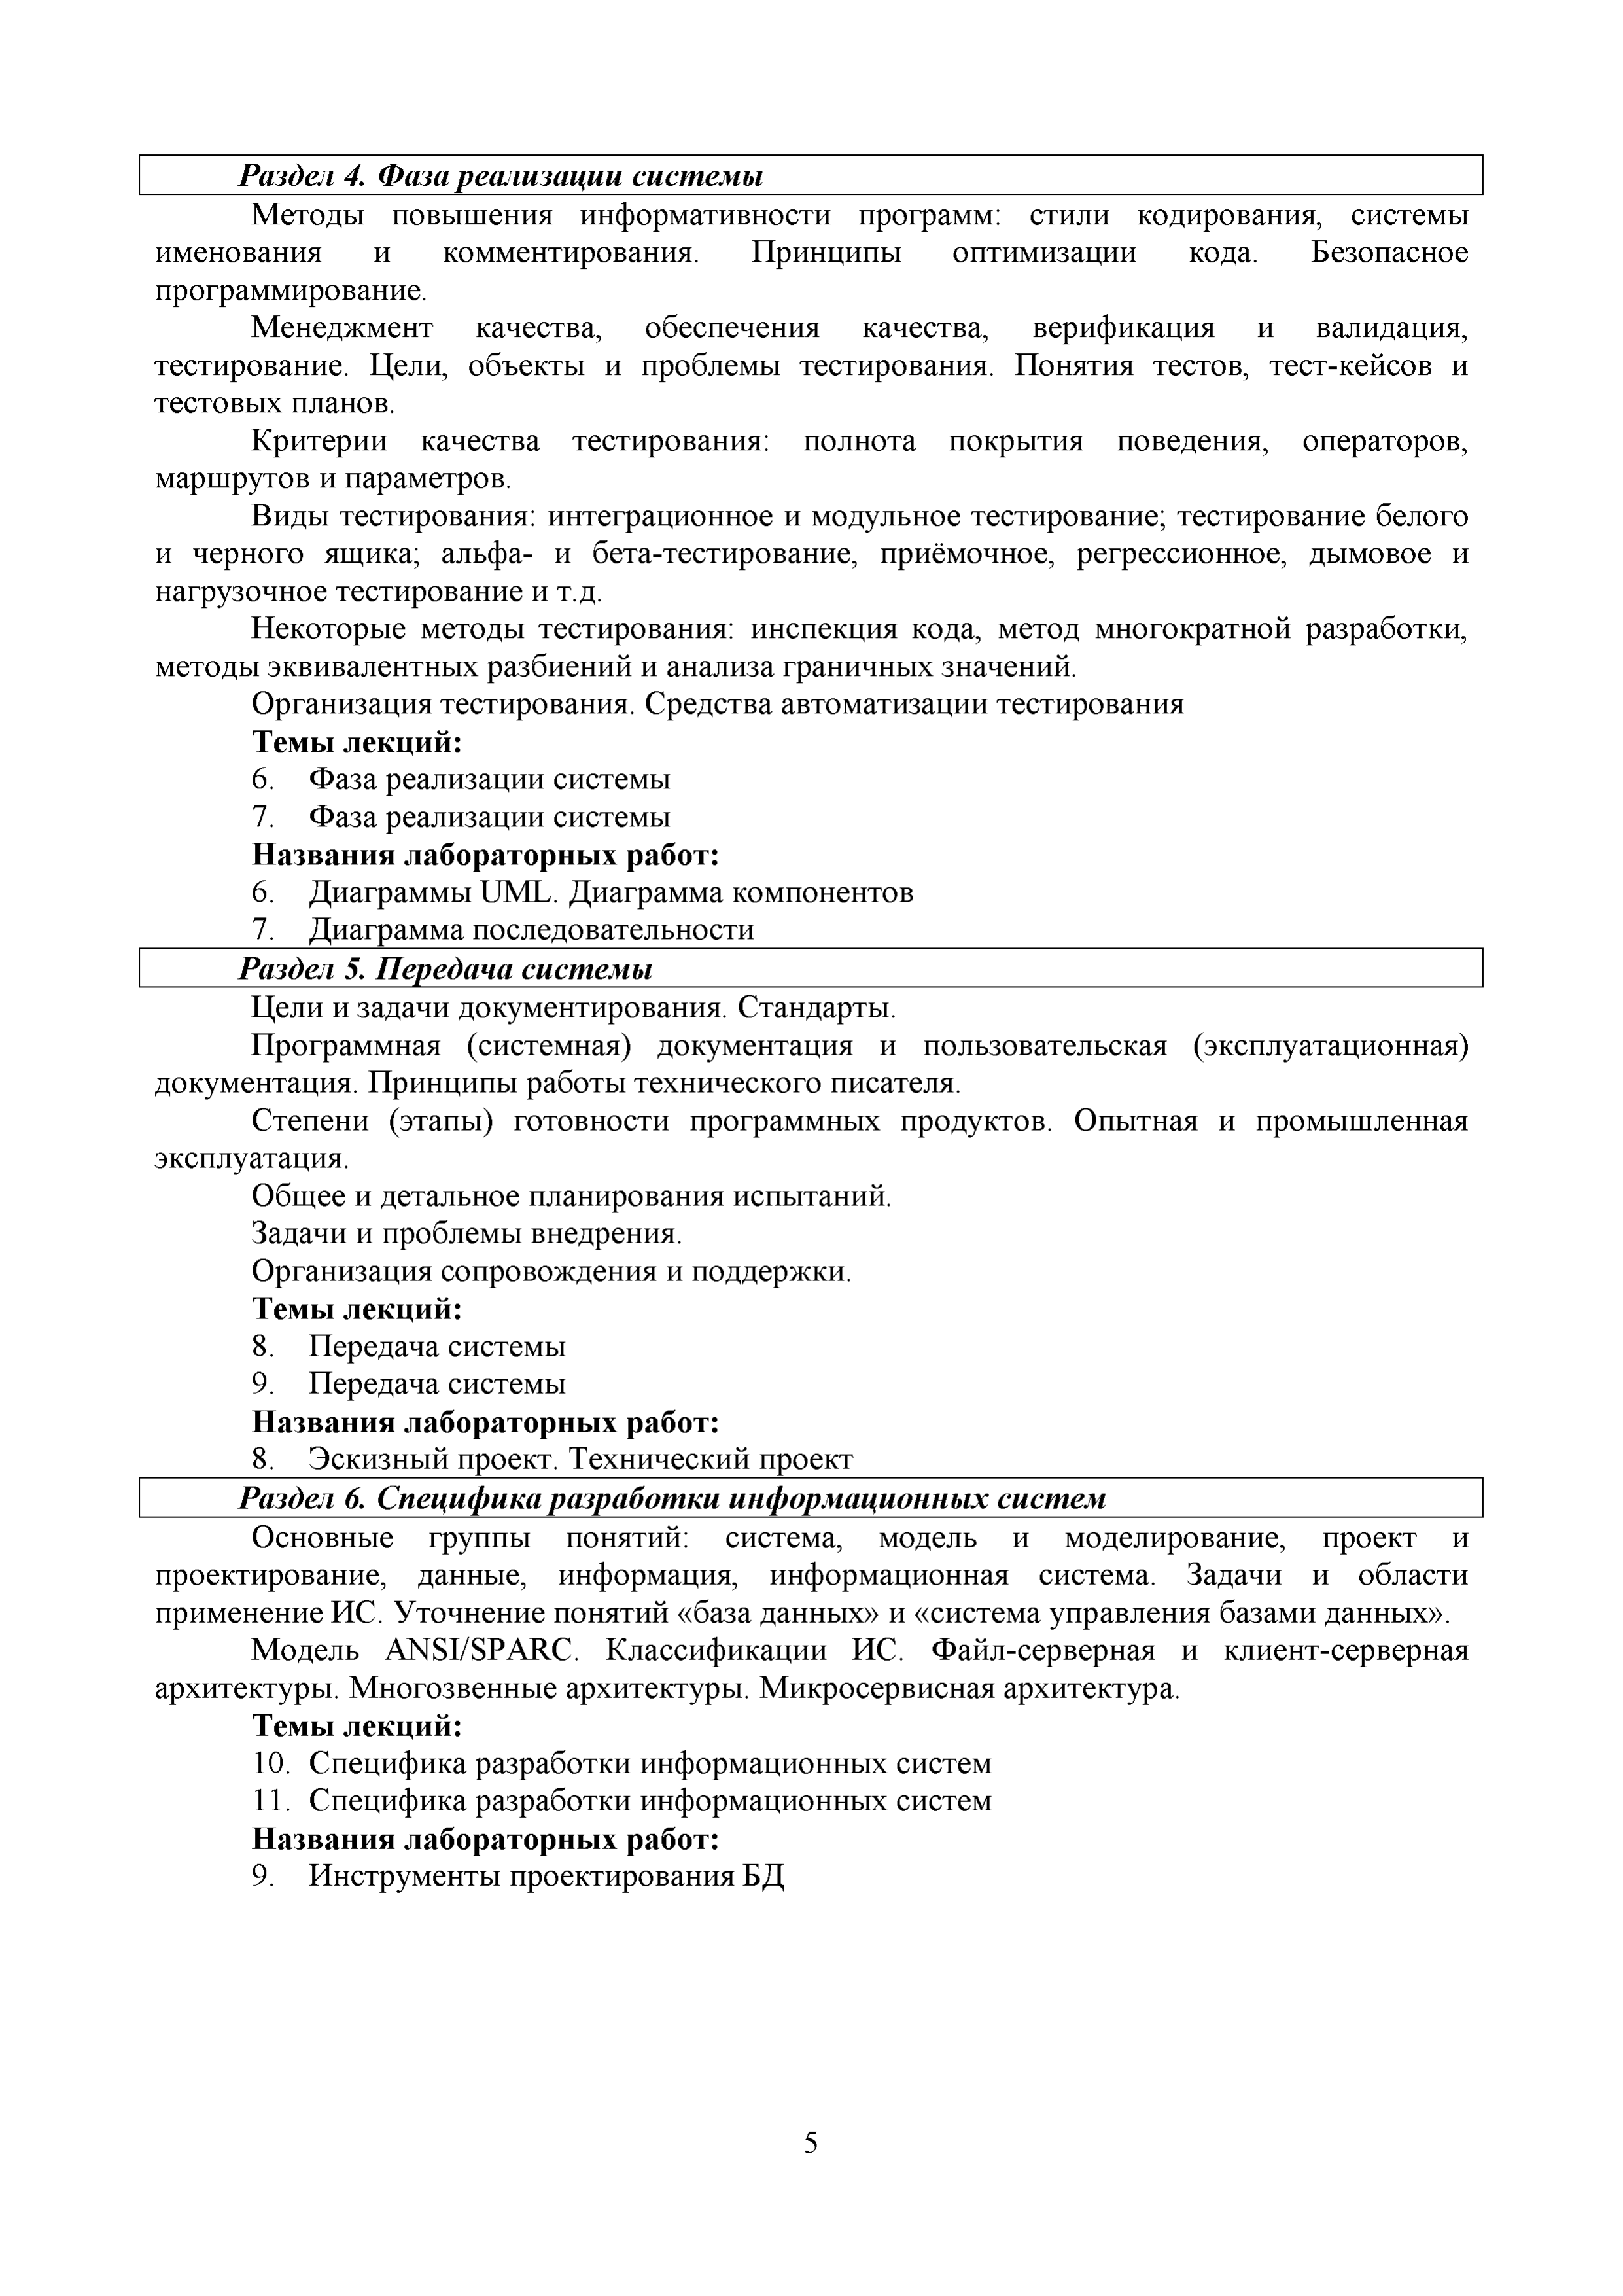 Раздел 4. Фаза реализации системы
Методы повышения информативности программ: стили кодирования, системы
именования и комментирования. Принципы оптимизации кода. Безопасное
программирование.
Менеджмент качества, обеспечения качества, верификация и валидация,
тестирование. Цели, объекты и проблемы тестирования. Понятия тестов, тест-кейсов и
тестовых планов.
Критерии качества тестирования: полнота покрытия поведения, операторов,
маршрутов и параметров.
Виды тестирования: интеграционное и модульное тестирование; тестирование белого
и черного ящика; альфа- и бета-тестирование, приёмочное, регрессионное, дымовое и
нагрузочное тестирование и т.д.
Некоторые методы тестирования: инспекция кода, метод многократной разработки,
методы эквивалентных разбиений и анализа граничных значений.
Организация тестирования. Средства автоматизации тестирования
Темы лекций:
6. Фаза реализации системы
7. Фаза реализации системы
Названия лабораторных работ:
6. Диаграммы UML. Диаграмма компонентов
7. Диаграмма последовательности
Раздел 5. Передача системы
Цели и задачи документирования. Стандарты.
Программная (системная) документация и пользовательская (эксплуатационная)
документация. Принципы работы технического писателя.
Степени (этапы) готовности программных продуктов. Опытная и промышленная
эксплуатация.
Общее и детальное планирования испытаний.
Задачи и проблемы внедрения.
Организация сопровождения и поддержки.
Темы лекций:
8. Передача системы
9. Передача системы
Названия лабораторных работ:
8. Эскизный проект. Технический проект
Раздел 6. Специфика разработки информационных систем
Основные группы понятий: система, модель и моделирование, проект и
проектирование, данные, информация, информационная система. Задачи и области
применение ИС. Уточнение понятий «база данных» и «система управления базами данных».
Модель ANSI/SPARC. Классификации ИС. Файл-серверная и клиент-серверная
архитектуры. Многозвенные архитектуры. Микросервисная архитектура.
Темы лекций:
10. Специфика разработки информационных систем
11. Специфика разработки информационных систем
Названия лабораторных работ:
9. Инструменты проектирования БД
5